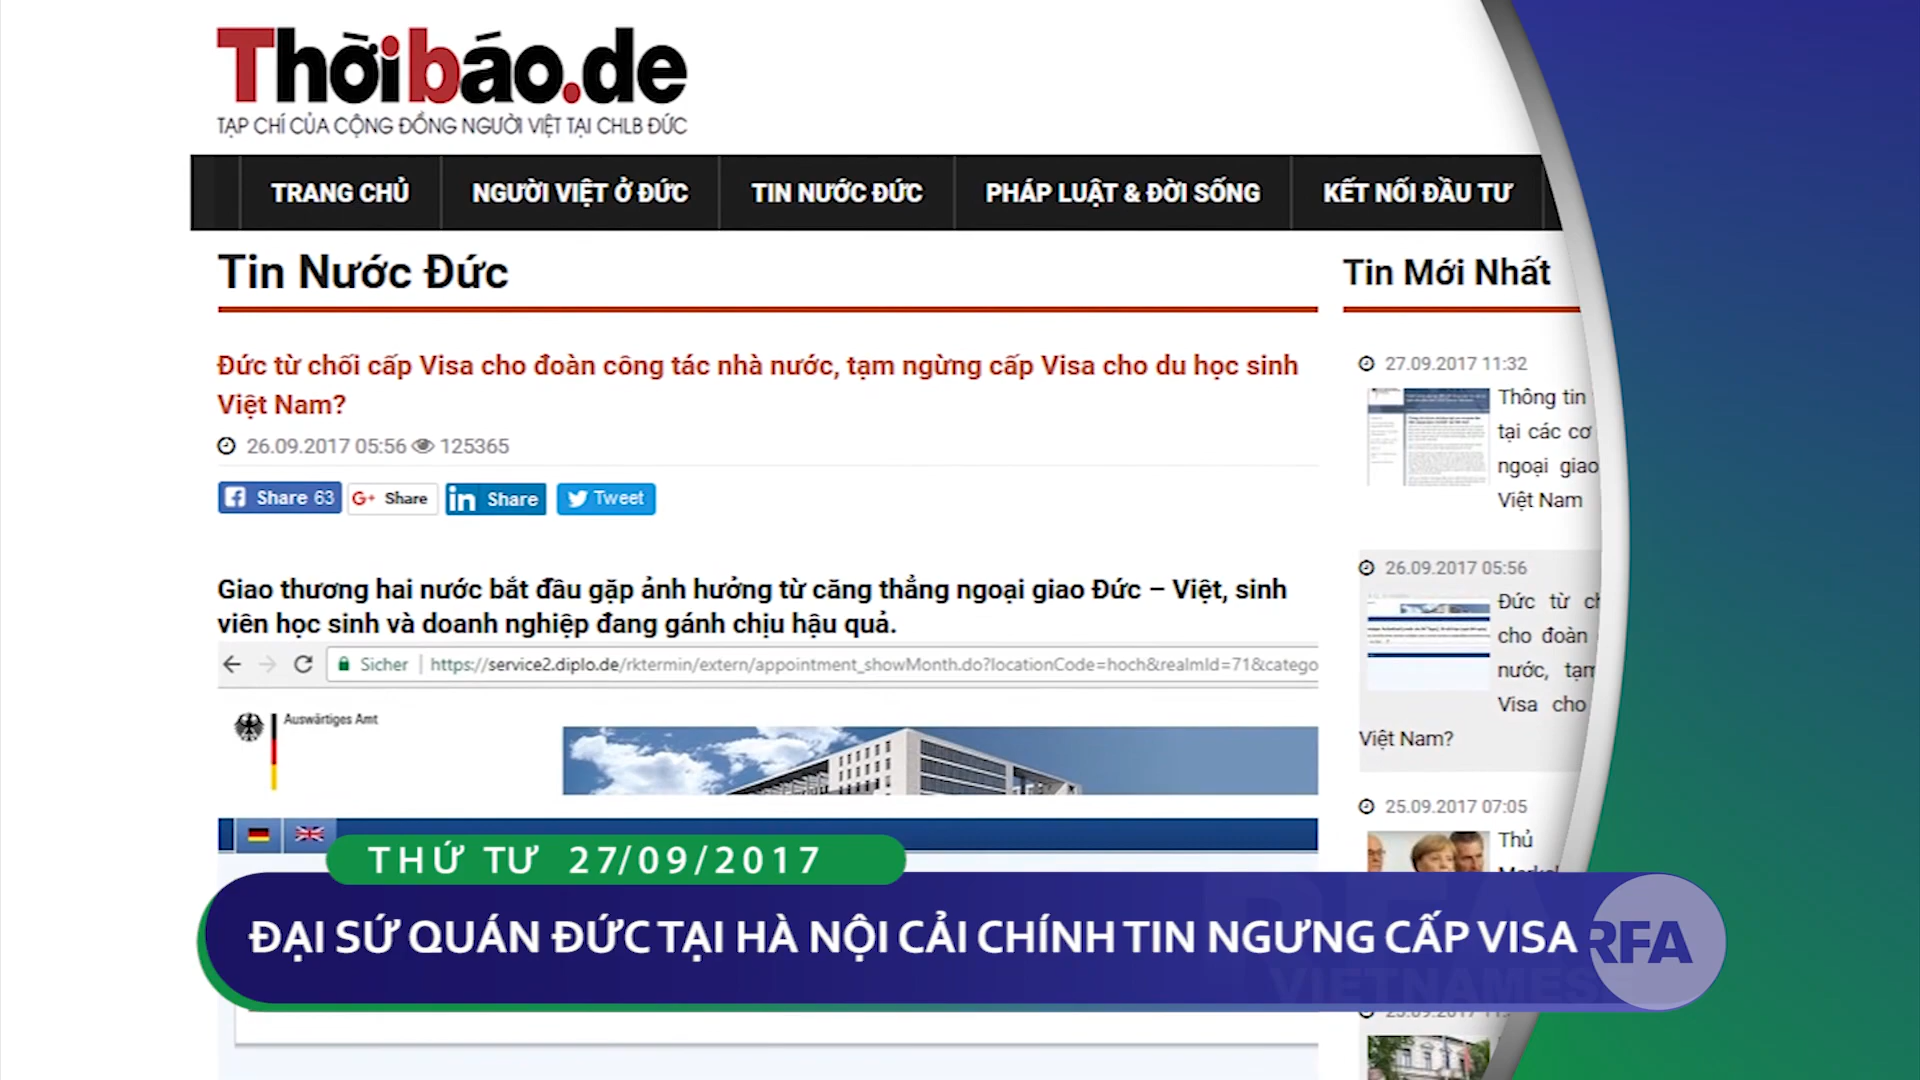 Thờibáo.de
TẠP CHÍ CỦA CỘNG ĐỒNG NGƯỜI VIỆT TẠI CHLB ĐỨC
TRANG CHỦ
NGƯỜI VIỆT Ở ĐỨC
TIN NƯỚC ĐỨC
PHÁP LUẬT & ĐỜI SỐNG
KẾT NỐI ĐẦU TƯ
Tin Nước Đức
Đức từ chối cấp Visa cho đoàn công tác nhà nước, tạm ngừng cấp Visa cho du học sinh
Việt Nam?
26.09.2017 05:56 125365
Share 63
G+ Share
in Share
Tweet
Giao thương hai nước bắt đầu gặp ảnh hưởng từ căng thẳng ngoại giao Đức – Việt, sinh
viên học sinh và doanh nghiệp đang gánh chịu hậu quả.
Sicher | https://service2.diplo.de/rktermin/extern/appointment_showMonth.do?locationCode=hoch&realmId=71&catego
Auswärtiges Amt
Tin Mới Nhất
27.09.2017 11:32
Thông tin
tại các cơ
ngoại giao
Việt Nam
26.09.2017 05:56
Đức từ
cho đoàn
nước, tạm
Visa cho
Việt Nam?
25.09.2017 07:05
Thủ
THỨ TƯ 27/09/2017
ĐẠI SỨ QUÁN ĐỨC TẠI HÀ NỘI CẢI CHÍNH TIN NGƯNG CẤP VISA
RFA
VIETNAMESE